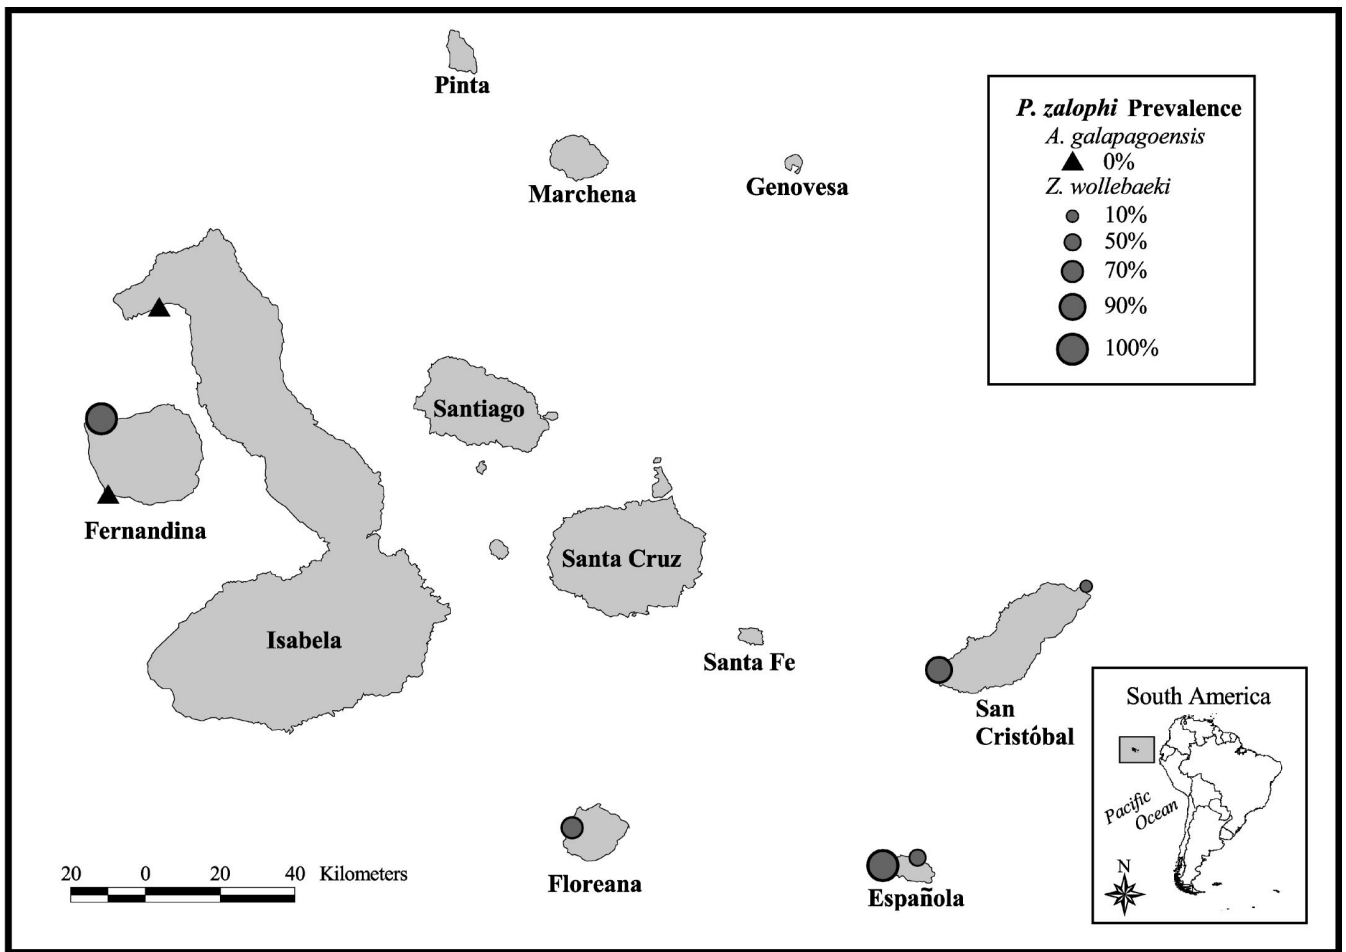 Pinta
Marchena
Genovesa
P. zalophi Prevalence
A. galapagoensis
0%
Z. wollebaeki
10%
50%
70%
90%
100%
Santiago
Fernandina
Santa Cruz
Isabela
Santa Fe
San
Cristóbal
Floreana
Española
20 0 20 40 Kilometers
South America
Pacific
Ocean
N